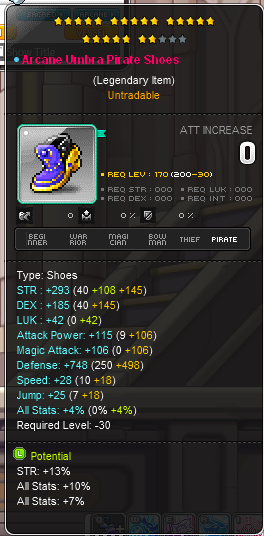 Show Title
Arcane Umbra Pirate Shoes
(Legendary Item)
Untradable
ATT INCREASE
0
REQ LEV : 170 (200-30)
REQ STR : 000 REQ LUK : 000
REQ DEX : 000 REQ INT : 000
0 0 % 0 %
BEGINNER WARRIOR MAGICIAN BOWMAN THIEF PIRATE
Type: Shoes
STR : +293 (40 +108 +145)
DEX : +185 (40 +145)
LUK : +42 (0 +42)
Attack Power: +115 (9 +106)
Magic Attack: +106 (0 +106)
Defense: +748 (250 +498)
Speed: +28 (10 +18)
Jump: +25 (7 +18)
All Stats: +4% (0% +4%)
Required Level: -30
L Potential
STR: +13%
All Stats: +10%
All Stats: +7%